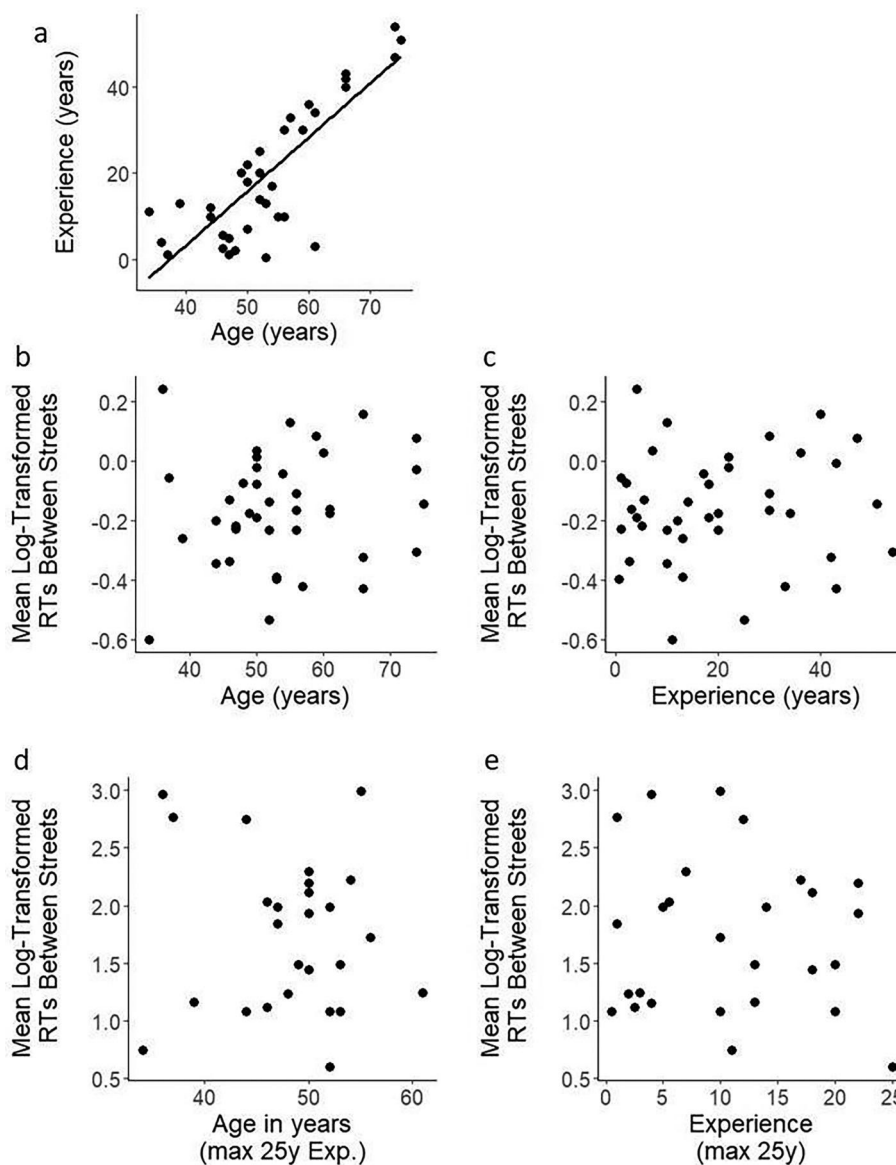 a
Experience (years)
40
20
0
40 50 60 70
Age (years)
b
Mean Log-Transformed
RTs Between Streets
0.2
0.0
-0.2
-0.4
-0.6
40 50 60 70
Age (years)
c
Mean Log-Transformed
RTs Between Streets
0.2
0.0
-0.2
-0.4
-0.6
0 20 40
Experience (years)
d
Mean Log-Transformed
RTs Between Streets
3.0
2.5
2.0
1.5
1.0
0.5
40 50 60
Age in years
(max 25y Exp.)
e
Mean Log-Transformed
RTs Between Streets
3.0
2.5
2.0
1.5
1.0
0.5
0 5 10 15 20 25
Experience
(max 25y)